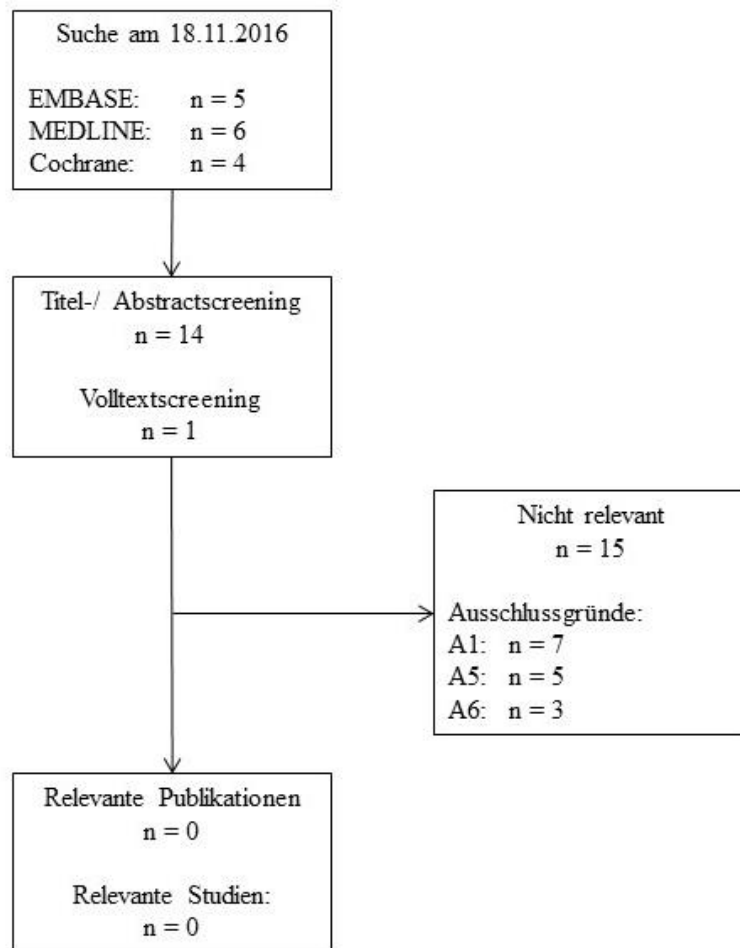 Suche am 18.11.2016
EMBASE: n = 5
MEDLINE: n = 6
Cochrane: n = 4
Titel-/ Abstractscreening
n = 14
Volltextscreening
n = 1
Nicht relevant
n = 15
Ausschlussgründe:
A1: n = 7
A5: n = 5
A6: n = 3
Relevante Publikationen
n = 0
Relevante Studien:
n = 0